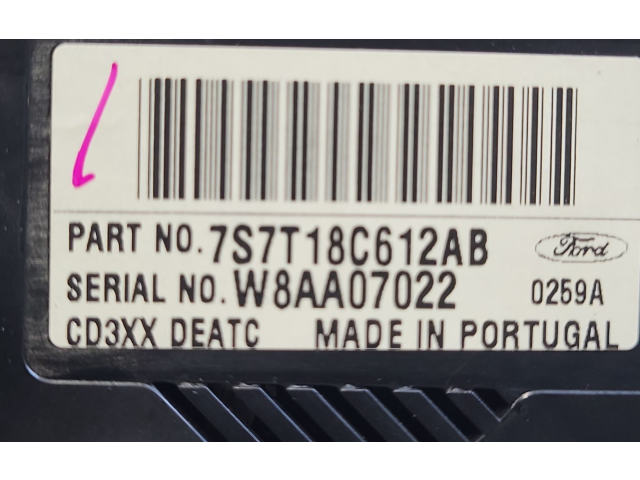 PART NO. 7S7T18C612AB Ford
SERIAL NO. W8AA07022 0259A
CD3XX DEATC MADE IN PORTUGAL